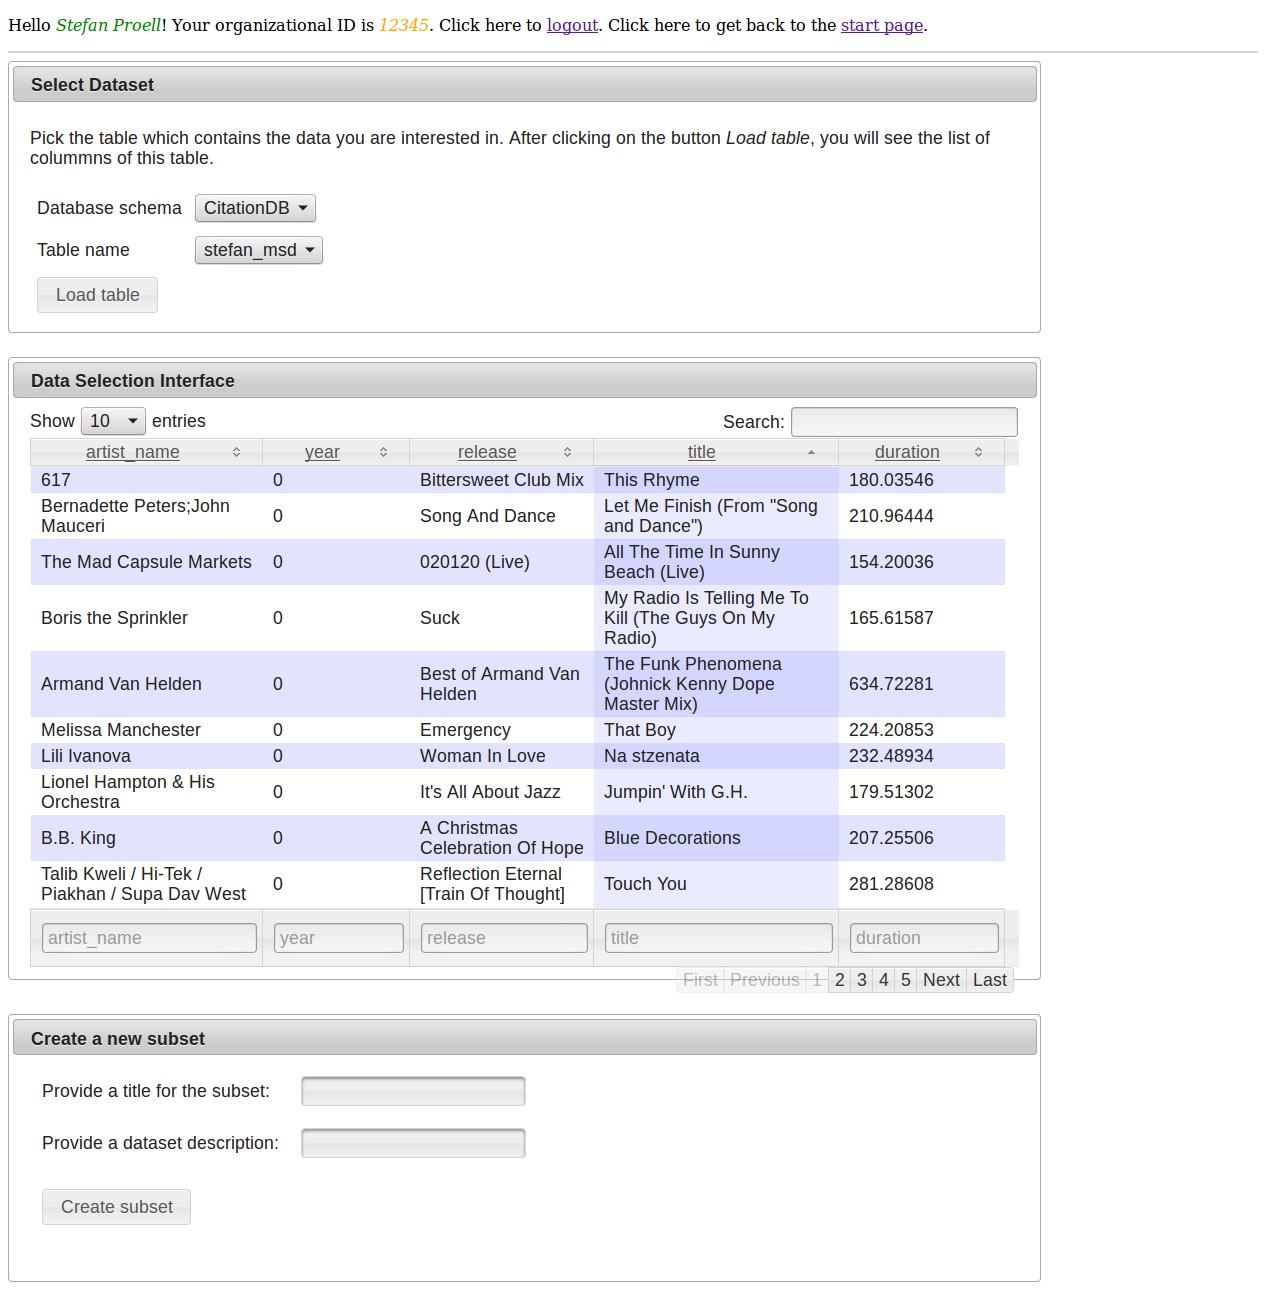 Hello Stefan Proell! Your organizational ID is 12345. Click here to logout. Click here to get back to the start page.
Select Dataset
Pick the table which contains the data you are interested in. After clicking on the button Load table, you will see the list of
colummns of this table.
Database schema CitationDB
Table name stefan_msd
Load table
Data Selection Interface
Show 10 entries Search:
artist_name year release title duration
617 0 Bittersweet Club Mix This Rhyme 180.03546
Bernadette Peters;John
Mauceri 0 Song And Dance Let Me Finish (From "Song
and Dance") 210.96444
The Mad Capsule Markets 0 020120 (Live) All The Time In Sunny
Beach (Live) 154.20036
Boris the Sprinkler 0 Suck My Radio Is Telling Me To
Kill (The Guys On My
Radio) 165.61587
Armand Van Helden 0 Best of Armand Van
Helden The Funk Phenomena
(Johnick Kenny Dope
Master Mix) 634.72281
Melissa Manchester 0 Emergency That Boy 224.20853
Lili Ivanova 0 Woman In Love Na stzenata 232.48934
Lionel Hampton & His
Orchestra 0 It's All About Jazz Jumpin' With G.H. 179.51302
B.B. King 0 A Christmas
Celebration Of Hope Blue Decorations 207.25506
Talib Kweli / Hi-Tek /
Piakhan / Supa Dav West 0 Reflection Eternal
[Train Of Thought] Touch You 281.28608
artist_name year release title duration
First Previous 1 2 3 4 5 Next Last
Create a new subset
Provide a title for the subset:
Provide a dataset description:
Create subset